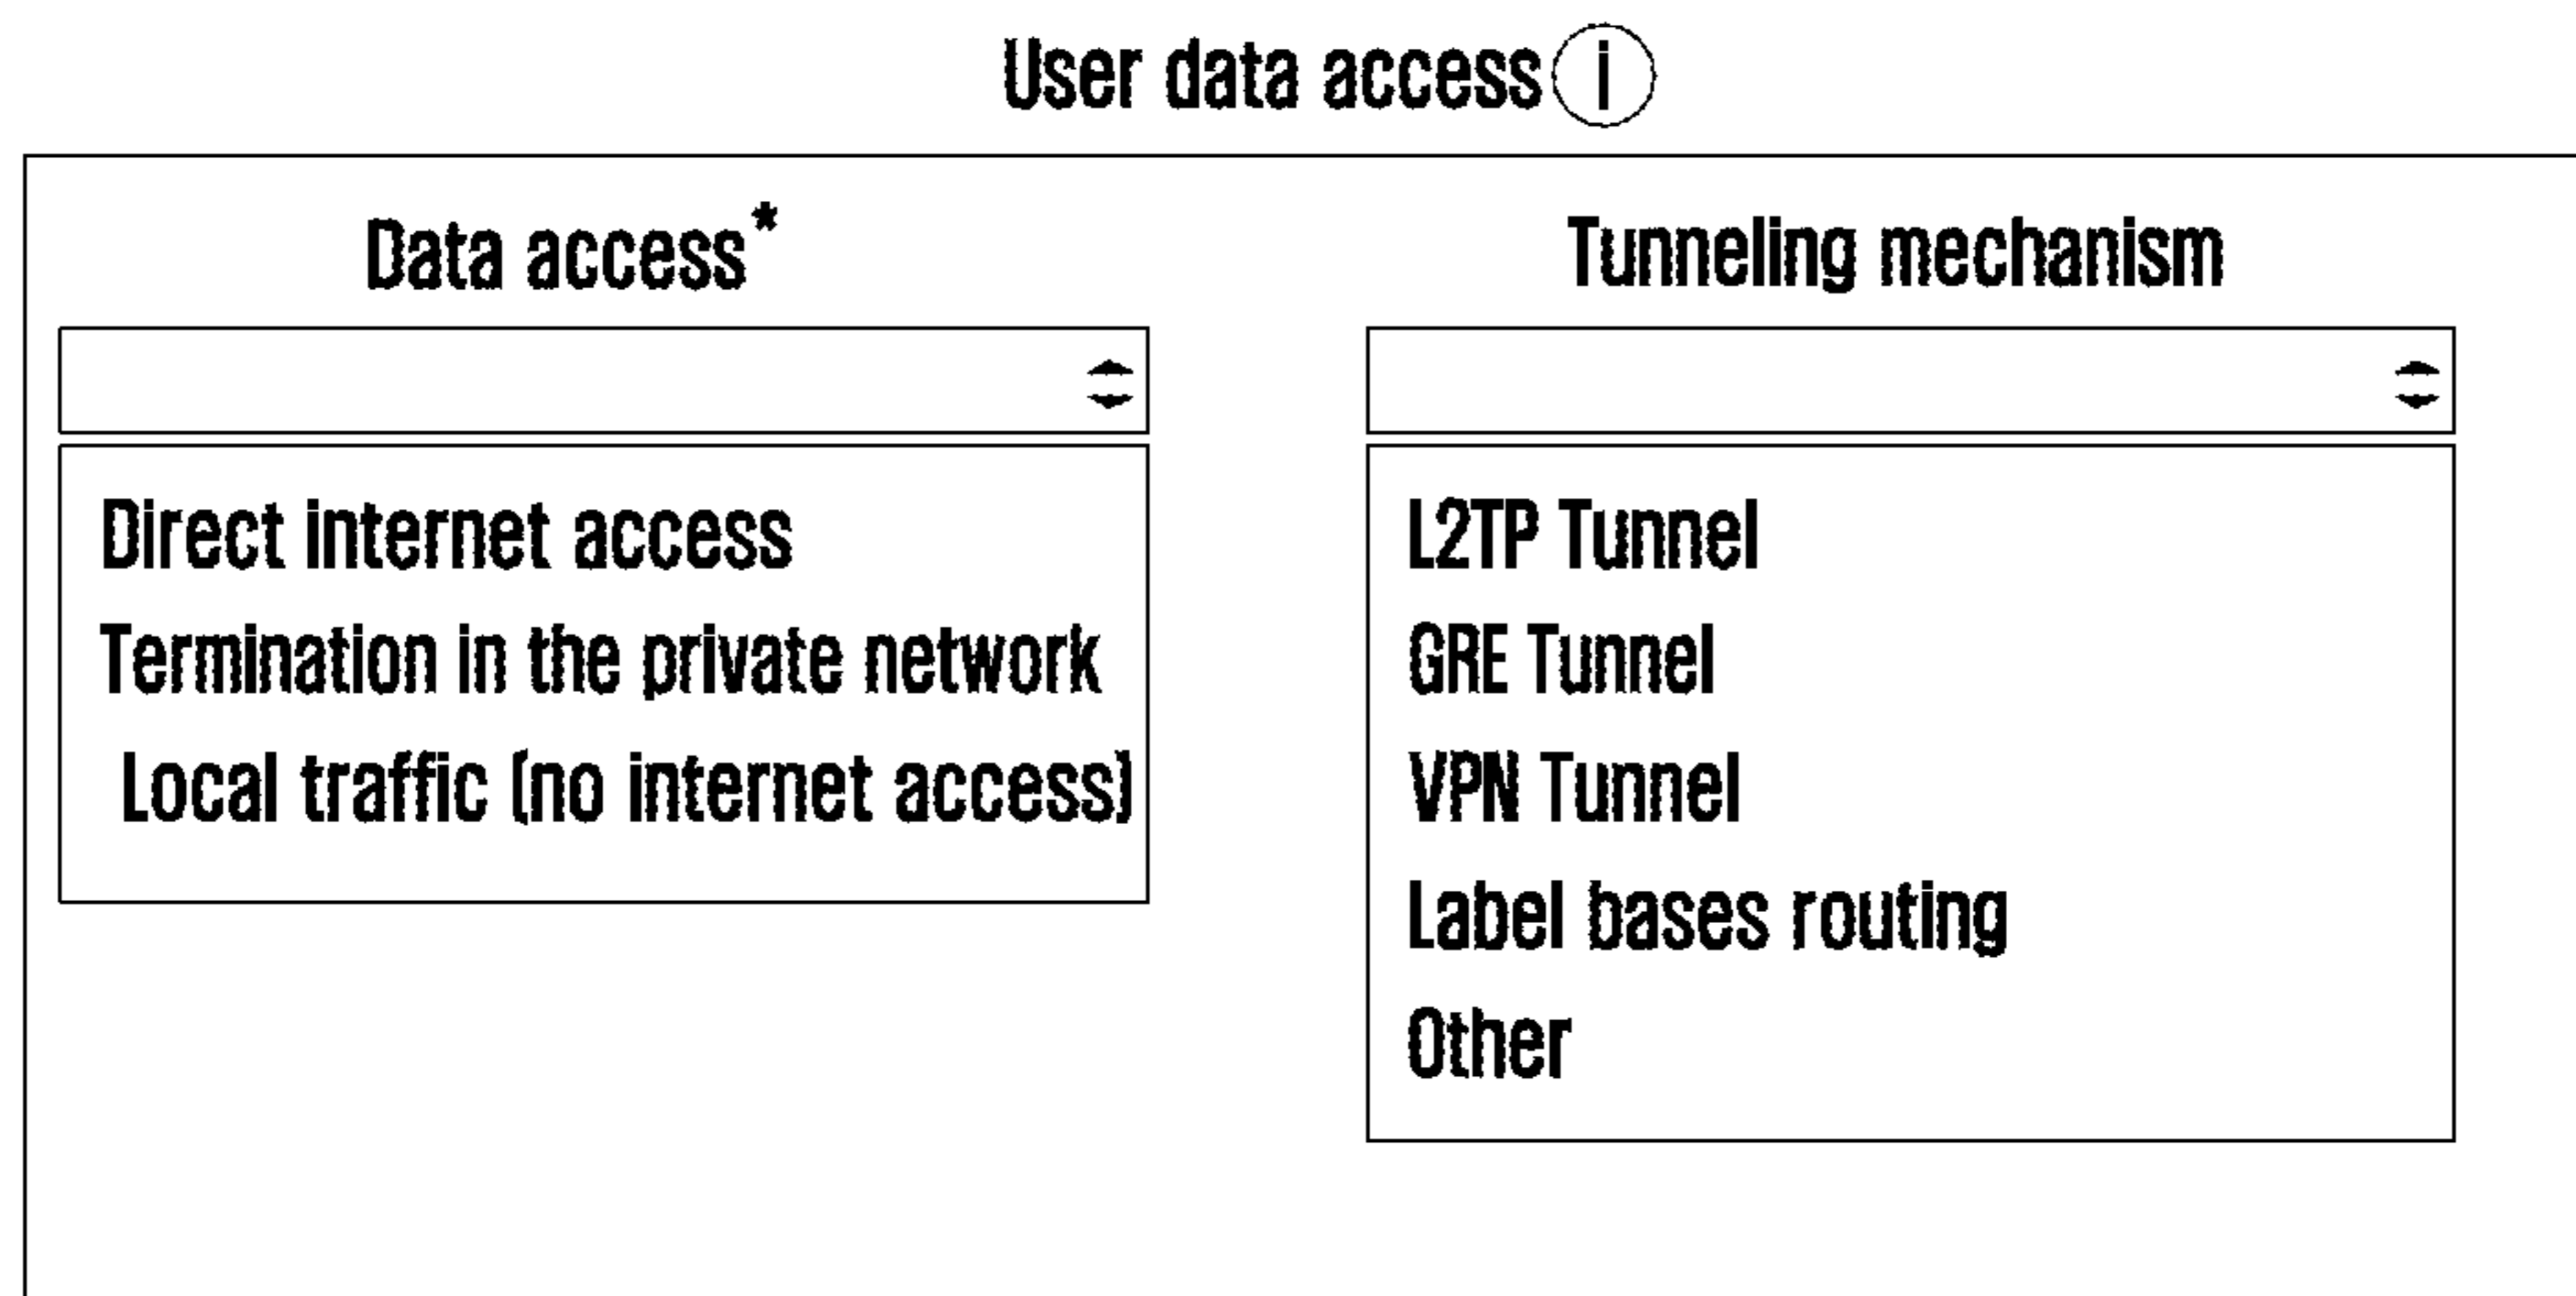 User data access i
Data access*
Direct internet access
Termination in the private network
Local traffic (no internet access)
Tunneling mechanism
L2TP Tunnel
GRE Tunnel
VPN Tunnel
Label bases routing
Other